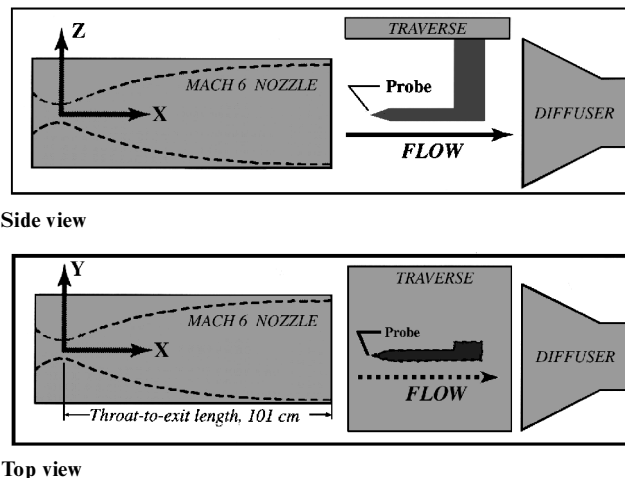 Z
TRAVERSE
MACH 6 NOZZLE
Probe
X
DIFFUSER
FLOW
Side view
Y
TRAVERSE
MACH 6 NOZZLE
Probe
X
DIFFUSER
FLOW
Throat-to-exit length, 101 cm
Top view